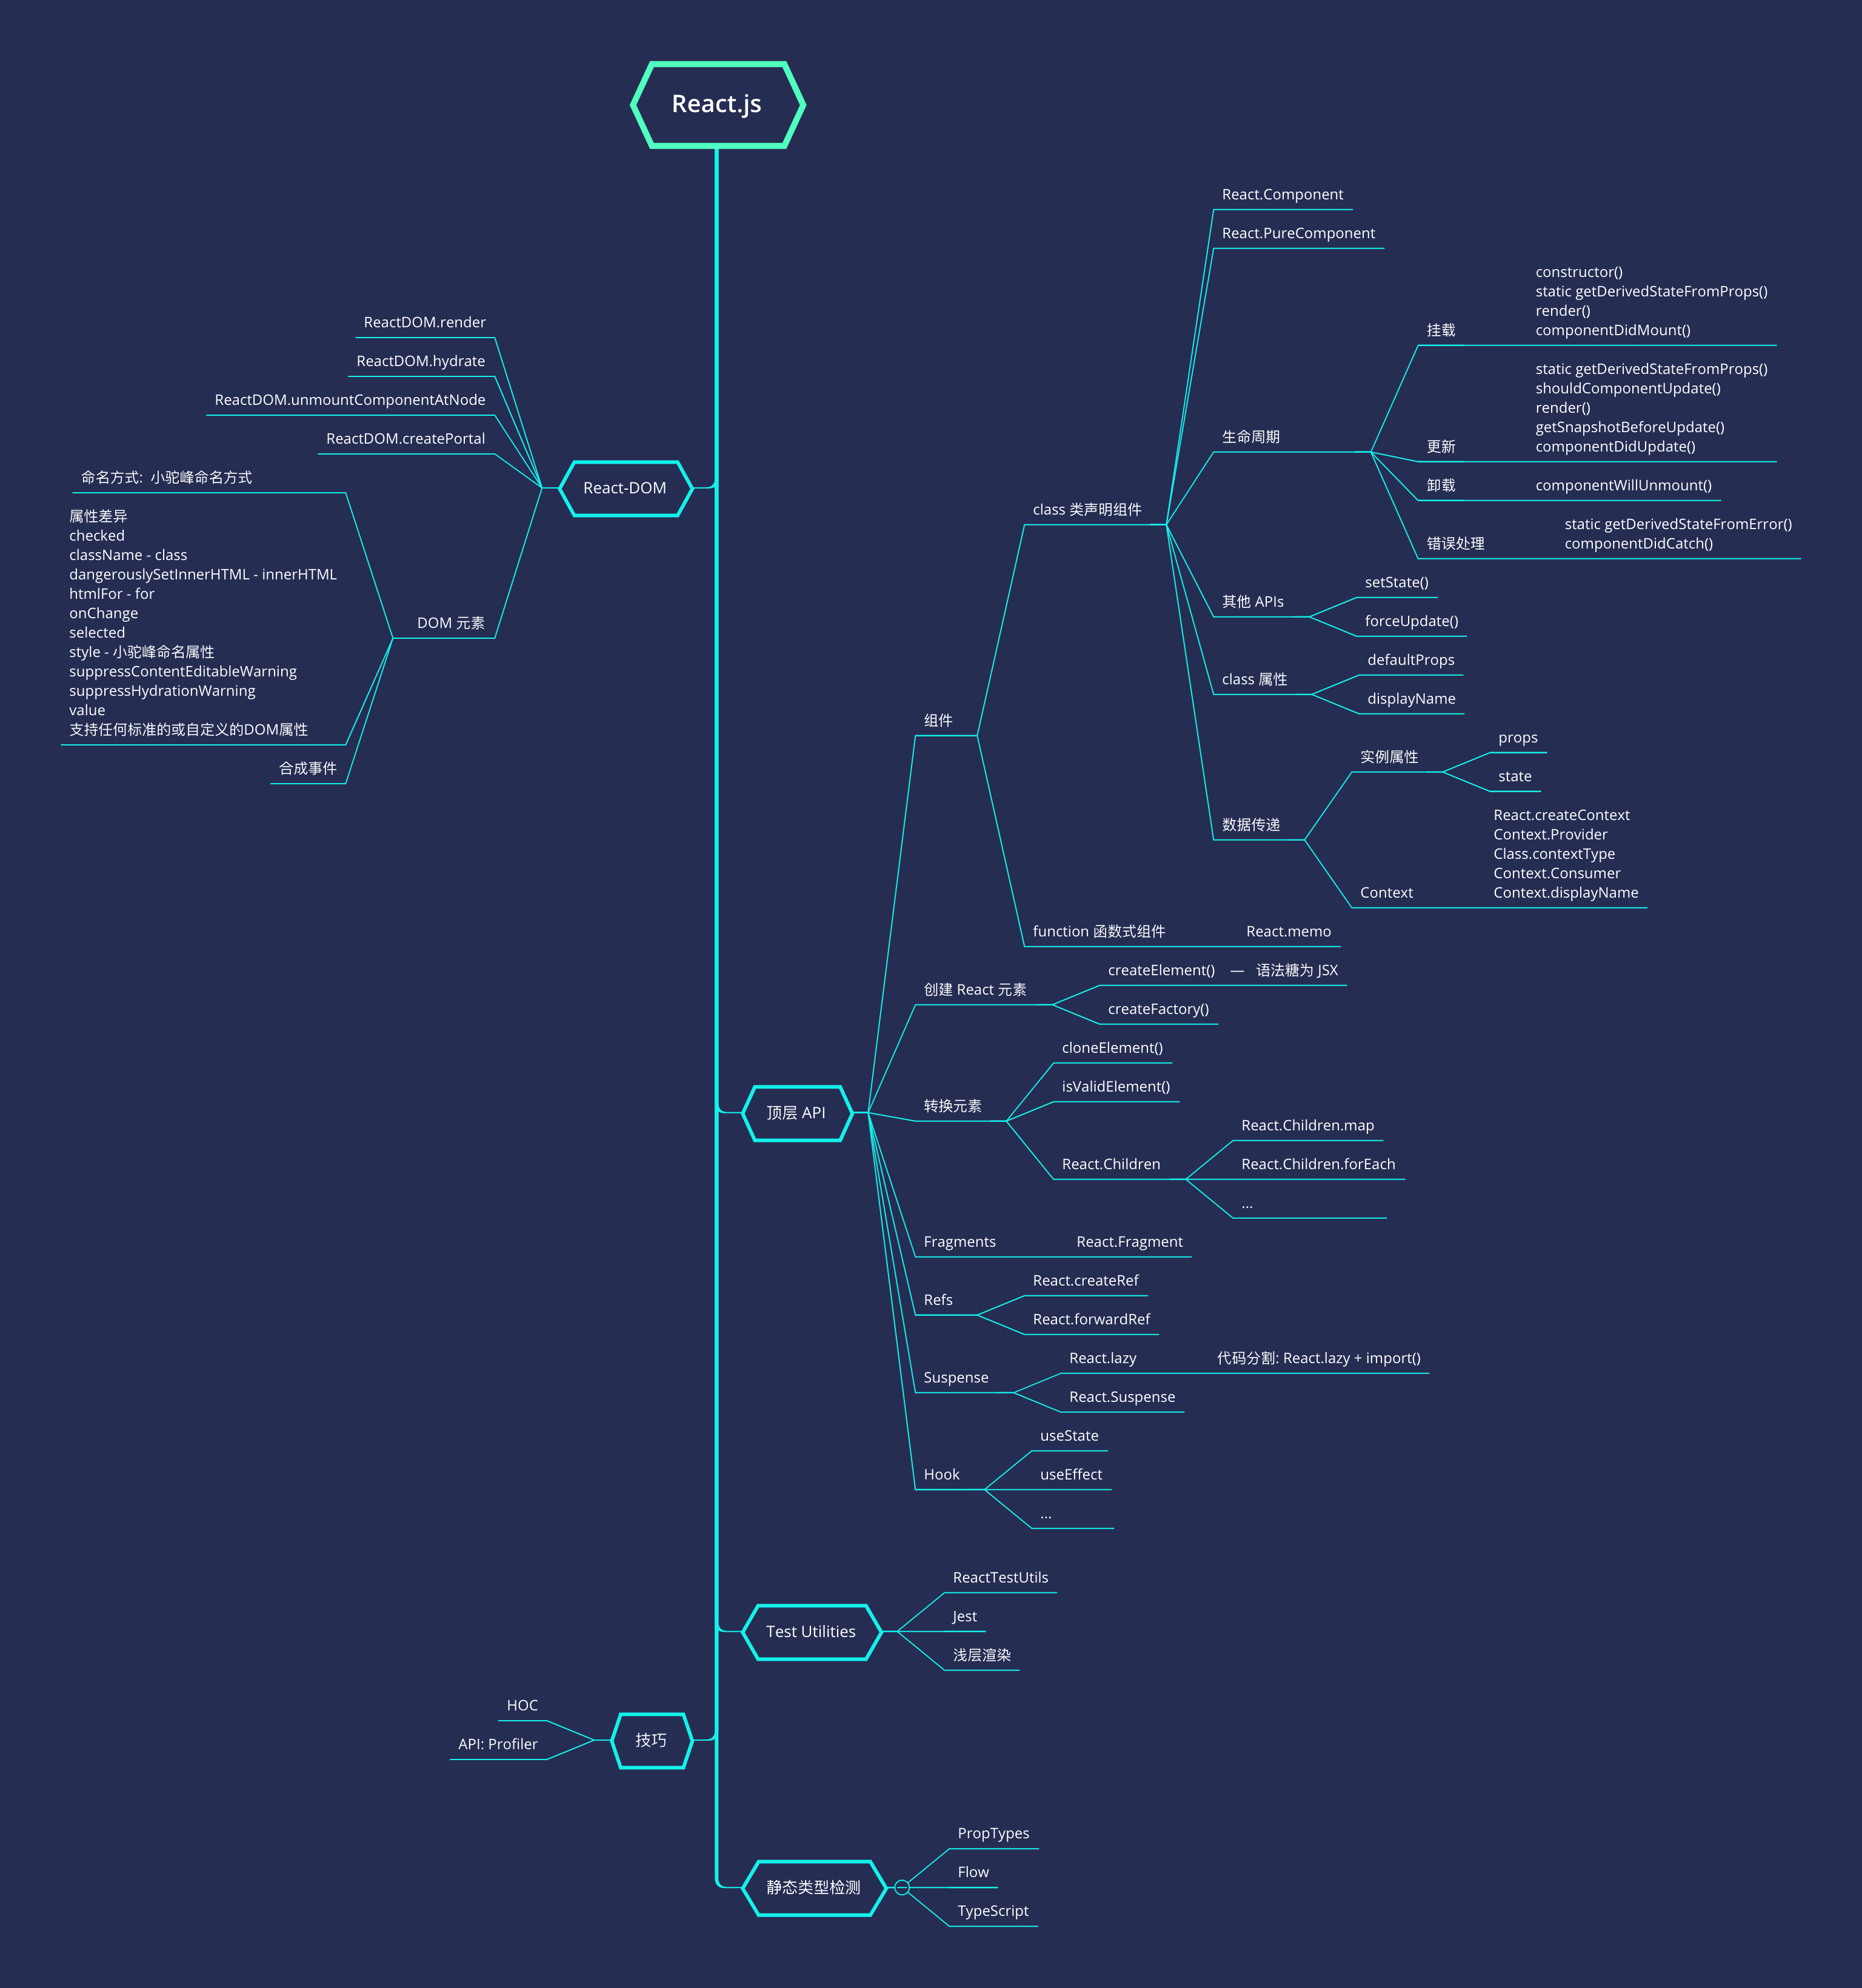 React.js
React-DOM
ReactDOM.render
ReactDOM.hydrate
ReactDOM.unmountComponentAtNode
ReactDOM.createPortal
DOM 元素
命名方式: 小驼峰命名方式
属性差异
checked
className - class
dangerouslySetInnerHTML - innerHTML
htmlFor - for
onChange
selected
style - 小驼峰命名属性
suppressContentEditableWarning
suppressHydrationWarning
value
支持任何标准的或自定义的DOM属性
合成事件
顶层 API
组件
class 类声明组件
React.Component
React.PureComponent
生命周期
挂载
constructor()
static getDerivedStateFromProps()
render()
componentDidMount()
更新
static getDerivedStateFromProps()
shouldComponentUpdate()
render()
getSnapshotBeforeUpdate()
componentDidUpdate()
卸载
componentWillUnmount()
错误处理
static getDerivedStateFromError()
componentDidCatch()
其他 APIs
setState()
forceUpdate()
class 属性
defaultProps
displayName
数据传递
实例属性
props
state
Context
React.createContext
Context.Provider
Class.contextType
Context.Consumer
Context.displayName
function 函数式组件
React.memo
创建 React 元素
createElement() — 语法糖为 JSX
createFactory()
转换元素
cloneElement()
isValidElement()
React.Children
React.Children.map
React.Children.forEach
...
Fragments
React.Fragment
Refs
React.createRef
React.forwardRef
Suspense
React.lazy
代码分割: React.lazy + import()
React.Suspense
Hook
useState
useEffect
...
Test Utilities
ReactTestUtils
Jest
浅层渲染
技巧
HOC
API: Profiler
静态类型检测
PropTypes
Flow
TypeScript